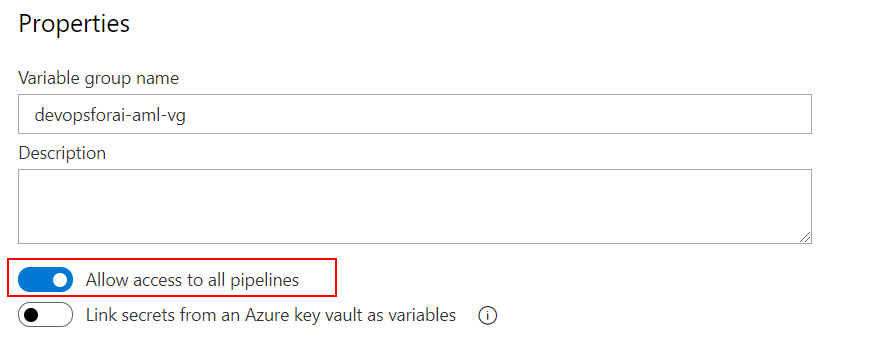 Properties
Variable group name
devopsforai-aml-vg
Description
Allow access to all pipelines
Link secrets from an Azure key vault as variables